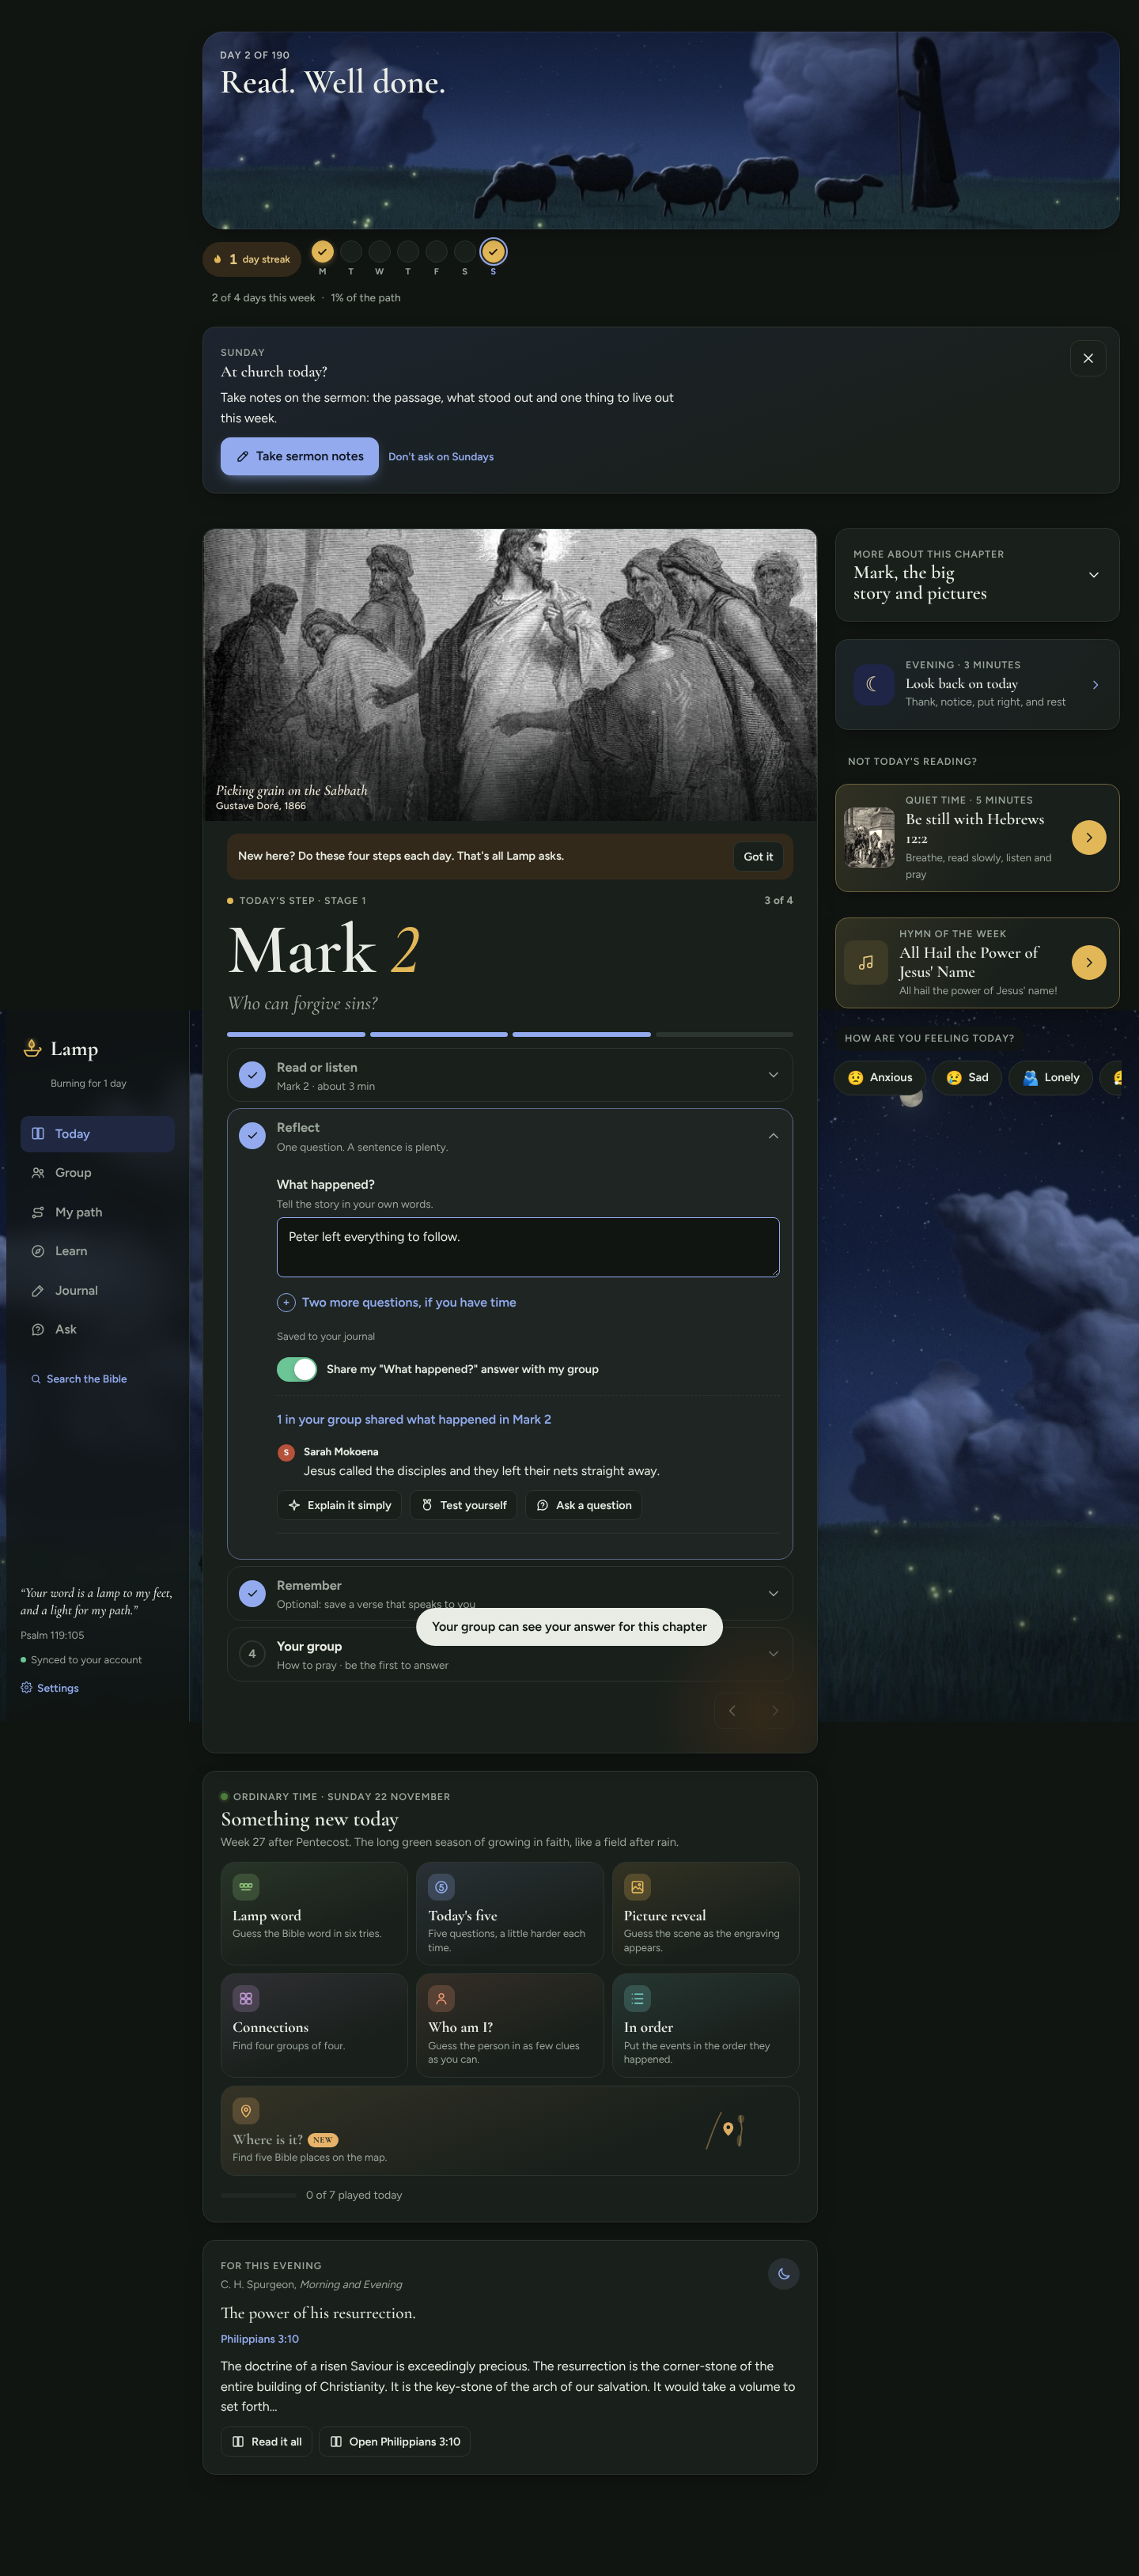 DAY 2 OF 190
Read. Well done.
1 day streak
M T W T F S S
2 of 4 days this week · 1% of the path
SUNDAY
At church today?
Take notes on the sermon: the passage, what stood out and one thing to live out
this week.
Take sermon notes
Don't ask on Sundays
Picking grain on the Sabbath
Gustave Doré, 1866
New here? Do these four steps each day. That's all Lamp asks.
Got it
TODAY'S STEP · STAGE 1
3 of 4
Mark 2
Who can forgive sins?
Read or listen
Mark 2 · about 3 min
Reflect
One question. A sentence is plenty.
What happened?
Tell the story in your own words.
Peter left everything to follow.
Two more questions, if you have time
Saved to your journal
Share my "What happened?" answer with my group
1 in your group shared what happened in Mark 2
S
Sarah Mokoena
Jesus called the disciples and they left their nets straight away.
Explain it simply
Test yourself
Ask a question
Remember
Optional: save a verse that speaks to you
Your group can see your answer for this chapter
4
Your group
How to pray · be the first to answer
MORE ABOUT THIS CHAPTER
Mark, the big
story and pictures
EVENING · 3 MINUTES
Look back on today
Thank, notice, put right, and rest
NOT TODAY'S READING?
QUIET TIME · 5 MINUTES
Be still with Hebrews
12:2
Breathe, read slowly, listen and
pray
HYMN OF THE WEEK
All Hail the Power of
Jesus' Name
All hail the power of Jesus' name!
HOW ARE YOU FEELING TODAY?
Anxious
Sad
Lonely
Lamp
Burning for 1 day
Today
Group
My path
Learn
Journal
Ask
Search the Bible
“Your word is a lamp to my feet,
and a light for my path.”
Psalm 119:105
Synced to your account
Settings
ORDINARY TIME · SUNDAY 22 NOVEMBER
Something new today
Week 27 after Pentecost. The long green season of growing in faith, like a field after rain.
Lamp word
Guess the Bible word in six tries.
5
Today's five
Five questions, a little harder each
time.
Picture reveal
Guess the scene as the engraving
appears.
Connections
Find four groups of four.
Who am I?
Guess the person in as few clues
as you can.
In order
Put the events in the order they
happened.
Where is it? NEW
Find five Bible places on the map.
0 of 7 played today
FOR THIS EVENING
C. H. Spurgeon, Morning and Evening
The power of his resurrection.
Philippians 3:10
The doctrine of a risen Saviour is exceedingly precious. The resurrection is the corner-stone of the
entire building of Christianity. It is the key-stone of the arch of our salvation. It would take a volume to
set forth…
Read it all
Open Philippians 3:10